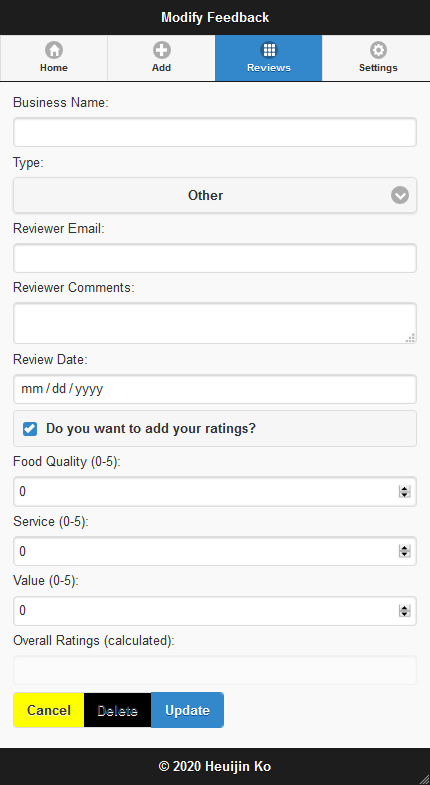 Modify Feedback
Home Add Reviews Settings
Business Name:
Type:
Other
Reviewer Email:
Reviewer Comments:
Review Date:
mm / dd / yyyy
Do you want to add your ratings?
Food Quality (0-5):
0
Service (0-5):
0
Value (0-5):
0
Overall Ratings (calculated):
Cancel Delete Update
© 2020 Heuijin Ko